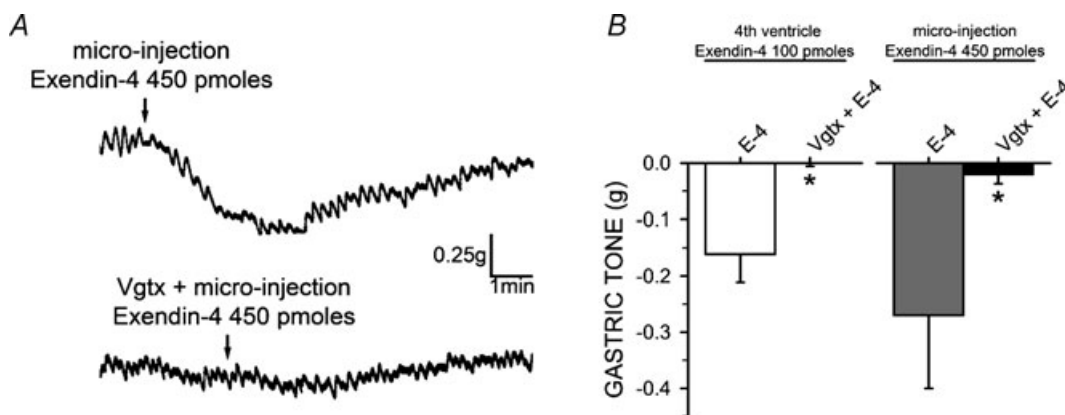 A
micro-injection
Exendin-4 450 pmoles
0.25g
1min
Vgtx + micro-injection
Exendin-4 450 pmoles
B
4th ventricle
Exendin-4 100 pmoles
micro-injection
Exendin-4 450 pmoles
E-4
Vgtx + E-4
E-4
Vgtx + E-4
GASTRIC TONE (g)
0.0
-0.1
-0.2
-0.3
-0.4
*
*